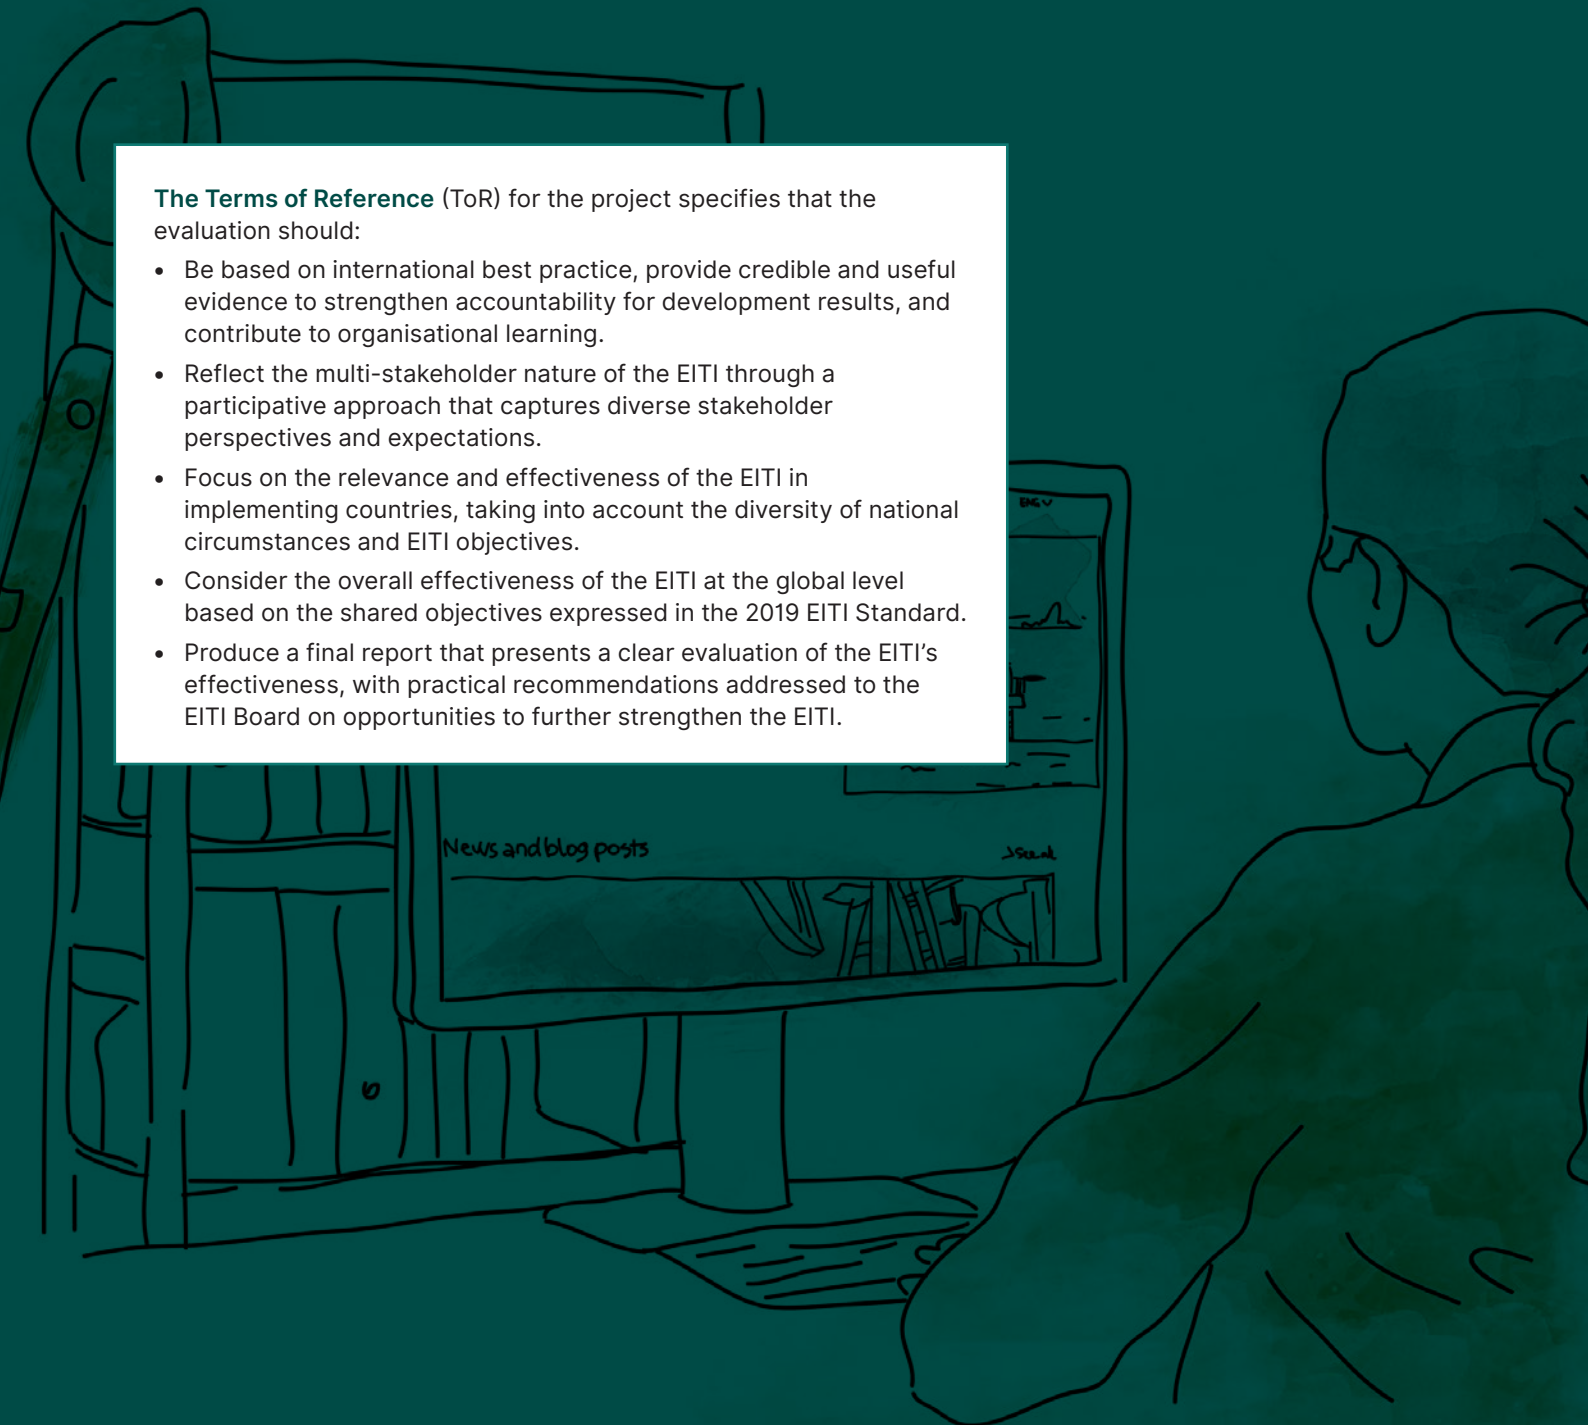 The Terms of Reference (ToR) for the project specifies that the
evaluation should:
• Be based on international best practice, provide credible and useful
evidence to strengthen accountability for development results, and
contribute to organisational learning.
• Reflect the multi-stakeholder nature of the EITI through a
participative approach that captures diverse stakeholder
perspectives and expectations.
• Focus on the relevance and effectiveness of the EITI in
implementing countries, taking into account the diversity of national
circumstances and EITI objectives.
• Consider the overall effectiveness of the EITI at the global level
based on the shared objectives expressed in the 2019 EITI Standard.
• Produce a final report that presents a clear evaluation of the EITI’s
effectiveness, with practical recommendations addressed to the
EITI Board on opportunities to further strengthen the EITI.
News and blog posts